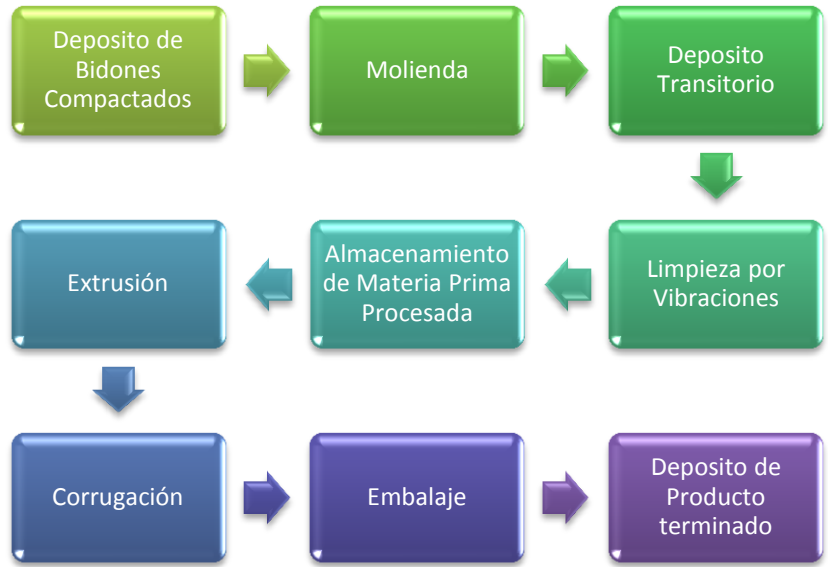 Deposito de
Bidones
Compactados
Molienda
Deposito
Transitorio
Limpieza por
Vibraciones
Almacenamiento
de Materia Prima
Procesada
Extrusión
Corrugación
Embalaje
Deposito de
Producto
terminado